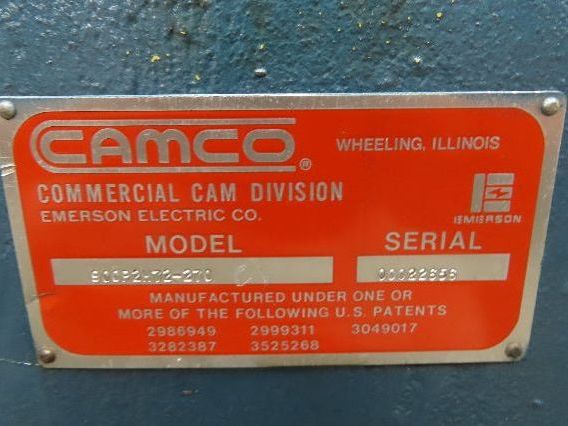 CAMCO®
WHEELING, ILLINOIS
COMMERCIAL CAM DIVISION
EMERSON ELECTRIC CO.
EMERSON
MODEL
SERIAL
00022656
MANUFACTURED UNDER ONE OR
MORE OF THE FOLLOWING U.S. PATENTS
2986949 2999311 3049017
3282387 3525268